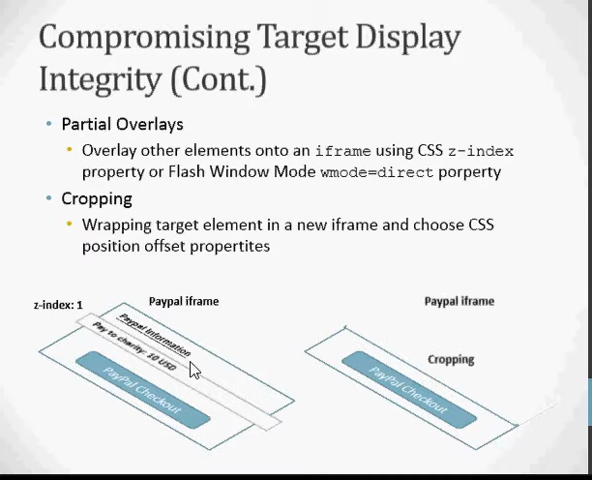 Compromising Target Display
Integrity (Cont.)
Partial Overlays
Overlay other elements onto an iframe using CSS z-index
property or Flash Window Mode wmode=direct porperty
Cropping
Wrapping target element in a new iframe and choose CSS
position offset propertites
z-index: 1
Paypal iframe
Paypal Information
Pay to charity: 10 USD
PayPal Checkout
Paypal iframe
Cropping
PayPal Checkout